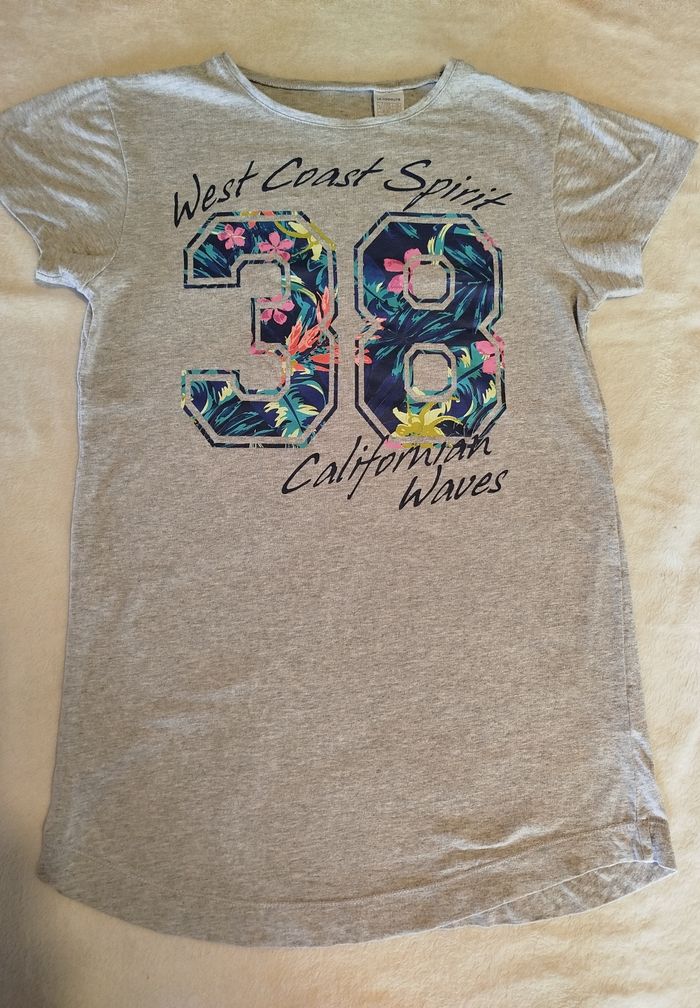 West Coast Spirit
38
Californian
Waves